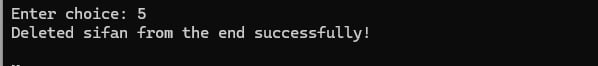 Enter choice: 5
Deleted sifan from the end successfully!